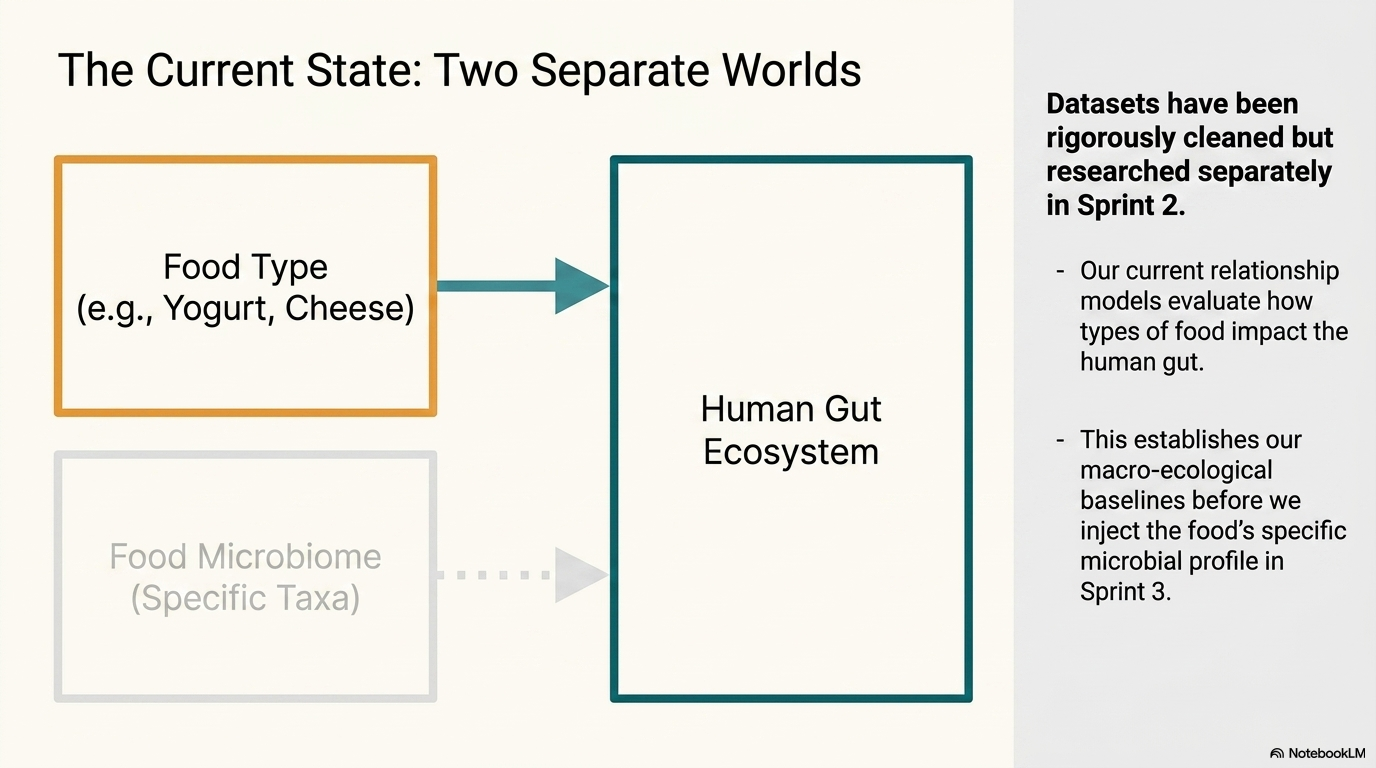 The Current State: Two Separate Worlds
Food Type
(e.g., Yogurt, Cheese)
Food Microbiome
(Specific Taxa)
Human Gut
Ecosystem
Datasets have been
rigorously cleaned but
researched separately
in Sprint 2.
- Our current relationship
models evaluate how
types of food impact the
human gut.
- This establishes our
macro-ecological
baselines before we
inject the food’s specific
microbial profile in
Sprint 3.
NotebookLM